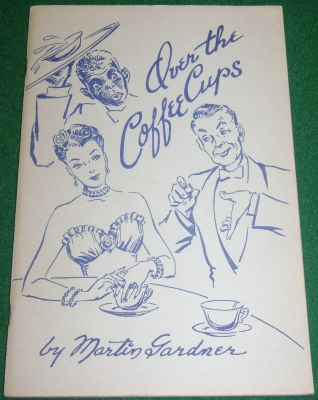 Over the
Coffee Cups
by Martin Gardner